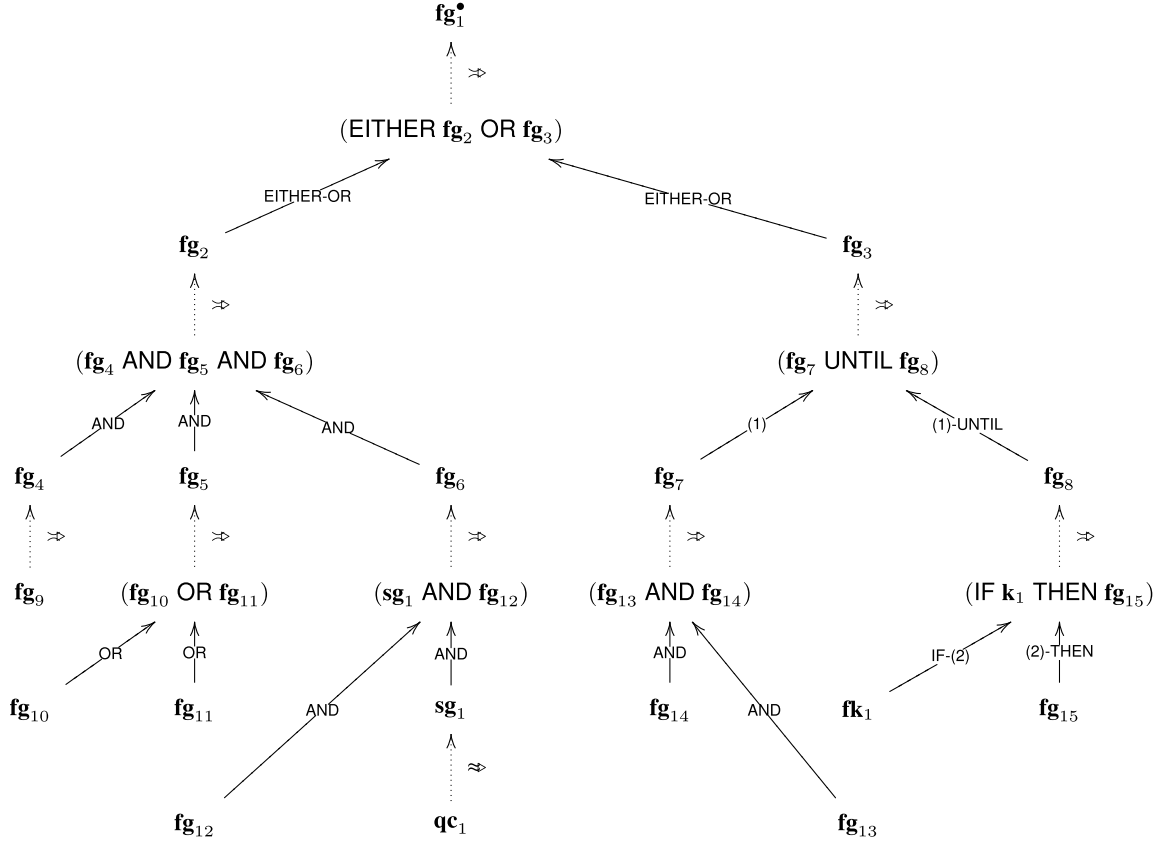 fg₁•
⤚
(EITHER fg₂ OR fg₃)
EITHER-OR EITHER-OR
fg₂ fg₃
(fg₄ AND fg₅ AND fg₆) (fg₇ UNTIL fg₈)
AND AND AND (1) (1)-UNTIL
fg₄ fg₅ fg₆ fg₇ fg₈
fg₉ (fg₁₀ OR fg₁₁) (sg₁ AND fg₁₂) (fg₁₃ AND fg₁₄) (IF k₁ THEN fg₁₅)
OR OR AND AND IF-(2) (2)-THEN
fg₁₀ fg₁₁ AND sg₁ fg₁₄ AND fk₁ fg₁₅
fg₁₂ qc₁ fg₁₃